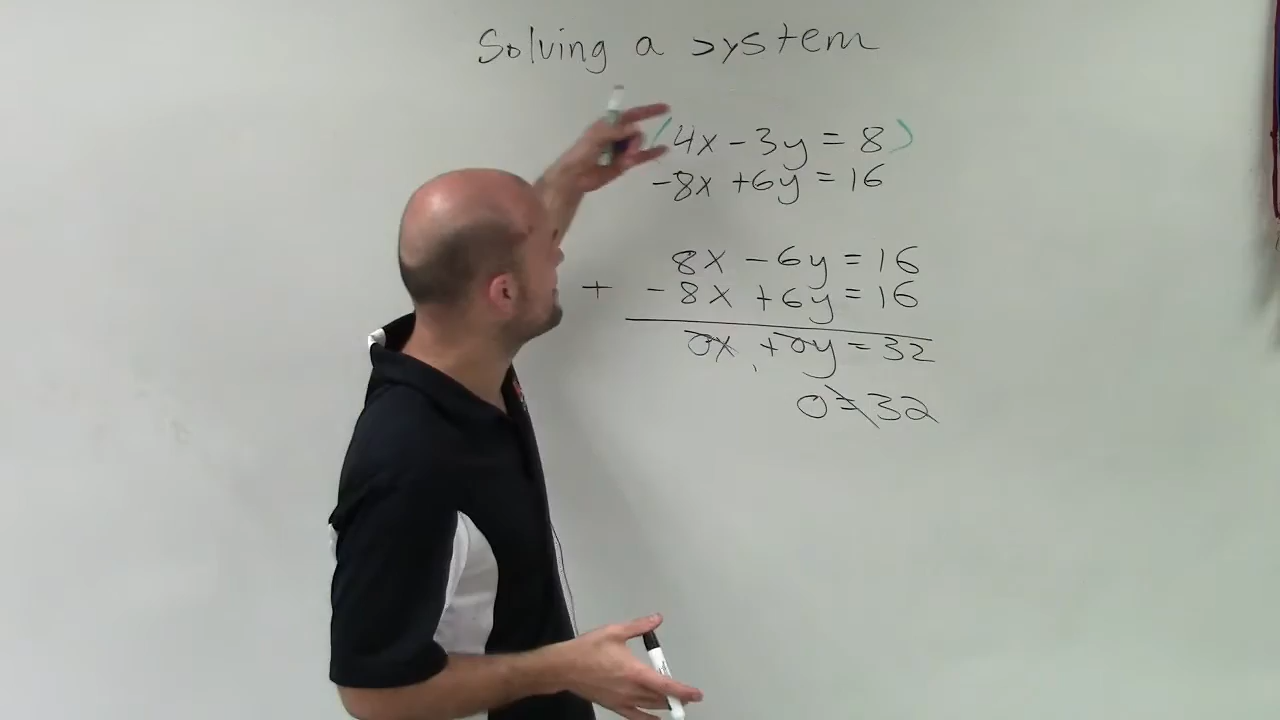 Solving a system
(4x - 3y = 8)
-8x + 6y = 16
8x - 6y = 16
+ -8x + 6y = 16
0x + 0y = 32
0 = 32